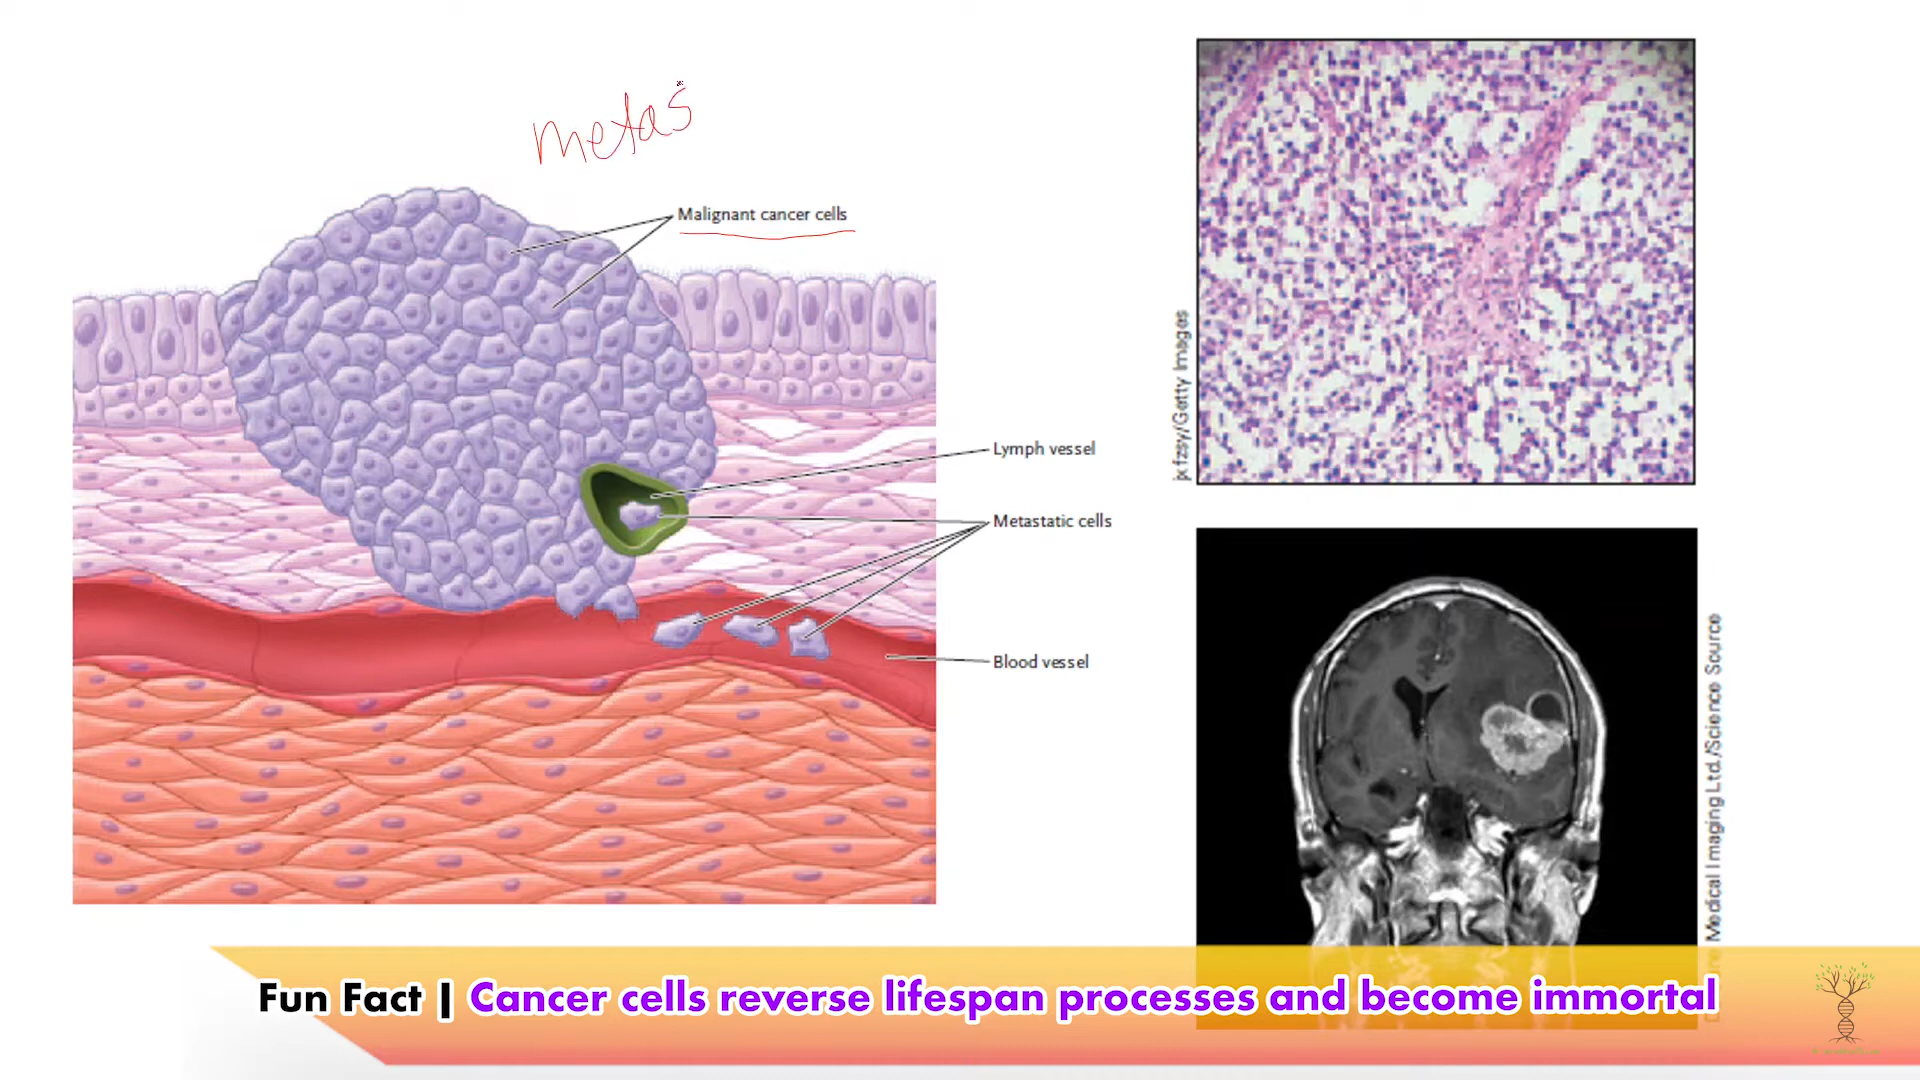 metas
Malignant cancer cells
Lymph vessel
Metastatic cells
Blood vessel
jxfzsy/Getty Images
Medical Imaging Ltd./Science Source
Fun Fact | Cancer cells reverse lifespan processes and become immortal